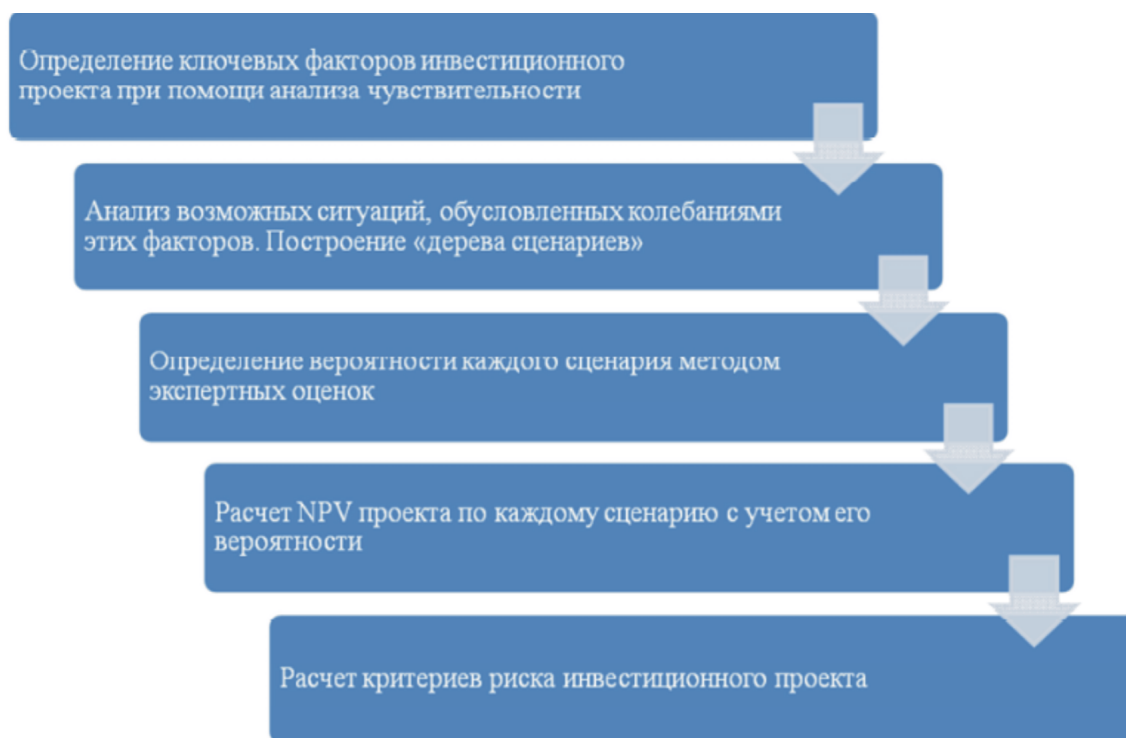 Определение ключевых факторов инвестиционного
проекта при помощи анализа чувствительности
Анализ возможных ситуаций, обусловленных колебаниями
этих факторов. Построение «дерева сценариев»
Определение вероятности каждого сценария методом
экспертных оценок
Расчет NPV проекта по каждому сценарию с учетом его
вероятности
Расчет критериев риска инвестиционного проекта